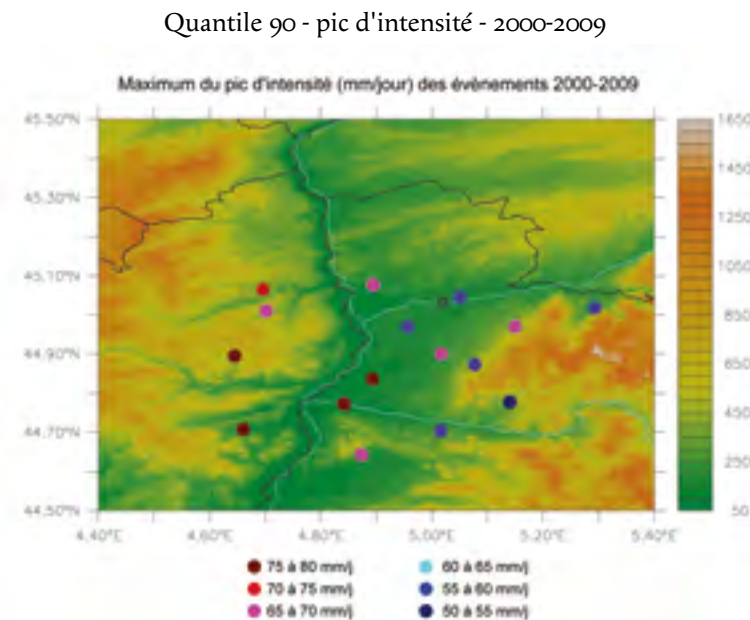 Quantile 90 - pic d'intensité - 2000-2009
Maximum du pic d'intensité (mm/jour) des évènements 2000-2009
45.50°N
45.30°N
45.10°N
44.90°N
44.70°N
44.50°N
4.40°E 4.60°E 4.80°E 5.00°E 5.20°E 5.40°E
1650
1450
1250
1050
850
650
450
250
50
75 à 80 mm/j 60 à 65 mm/j
70 à 75 mm/j 55 à 60 mm/j
65 à 70 mm/j 50 à 55 mm/j